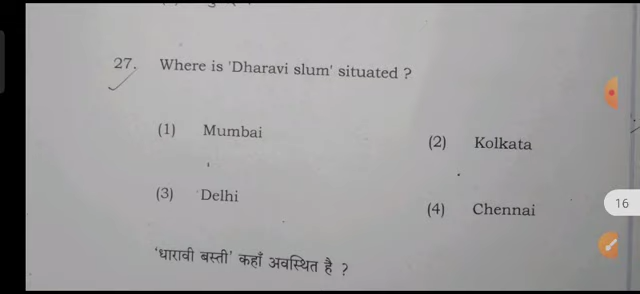 27. Where is 'Dharavi slum' situated ?
(1) Mumbai
(2) Kolkata
(3) Delhi
(4) Chennai
16
'धारावी बस्ती' कहाँ अवस्थित है ?